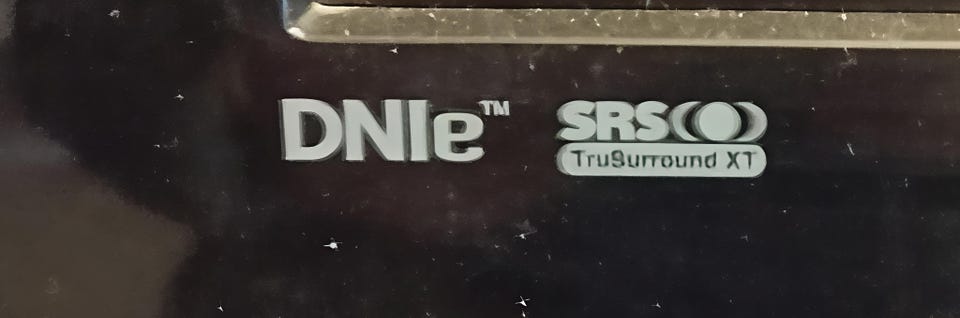 DNIe™ SRS
TruSurround XT